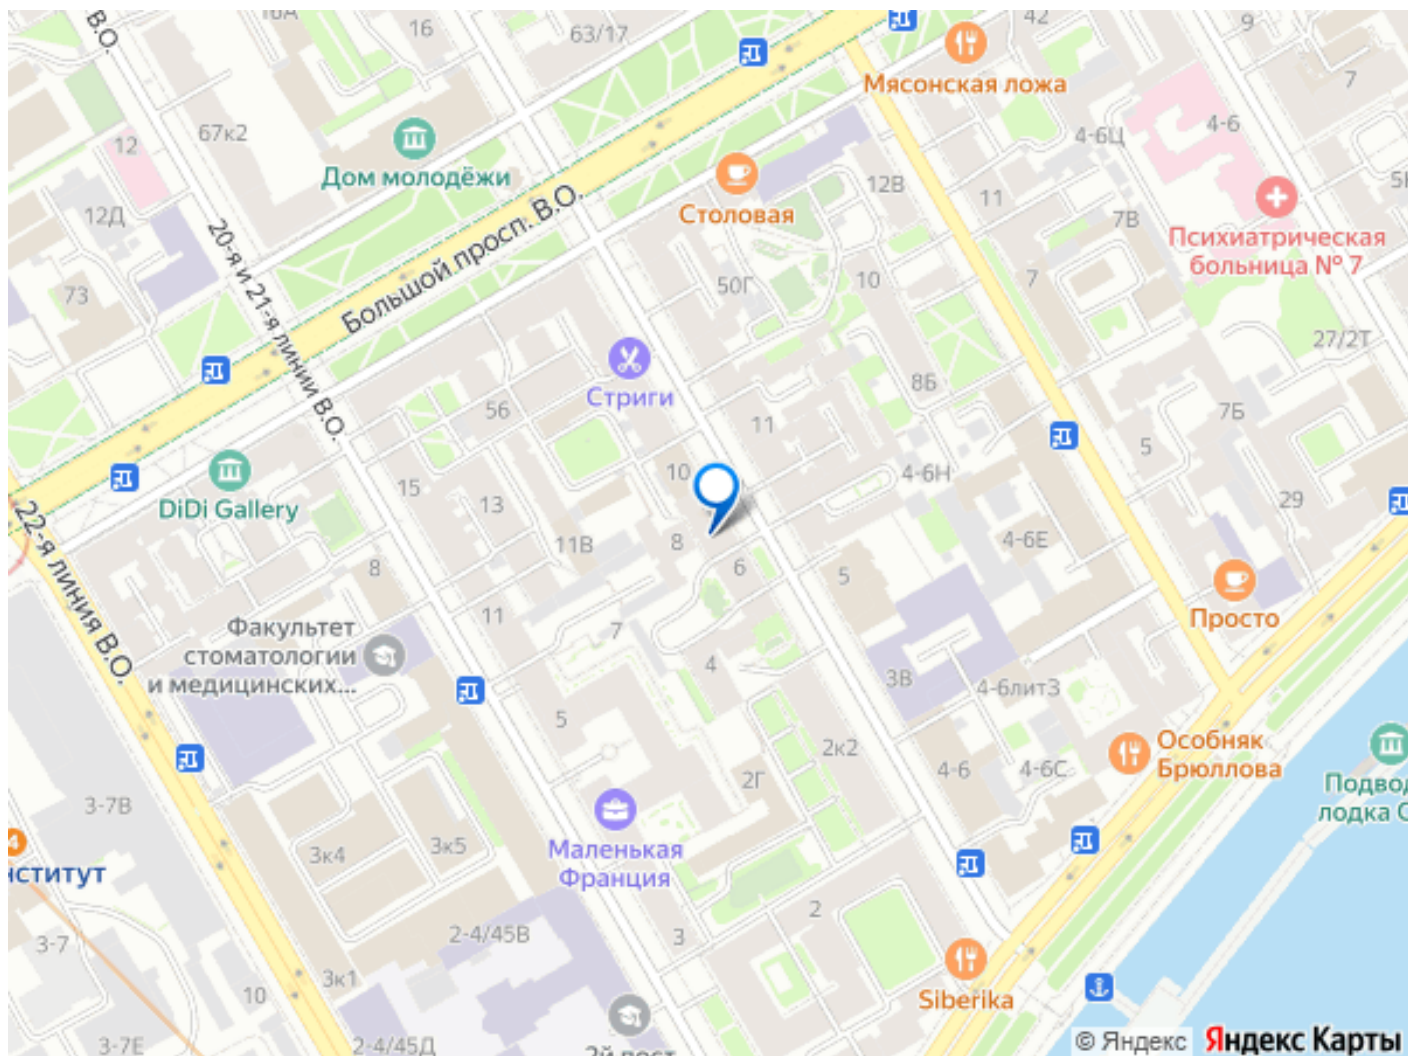 В.О.
16А
16
63/17
42
9
Мясонская ложа
7
67к2
12
4-6Ц
4-6
Дом молодёжи
12В
11
12Д
Столовая
7В
Психиатрическая
больница № 7
20-я и 21-я линии В.О.
Большой просп. В.О.
73
50Г
10
7
27/2Т
Стриги
56
8Б
7Б
11
5
10
4-6Н
15
13
DiDi Gallery
29
22-я линия В.О.
11В
8
6
4-6Е
8
5
Просто
11
7
Факультет
стоматологии
и медицинских...
4
3В
4-6лит3
5
2к2
Особняк
Брюллова
4-6
4-6С
2Г
Подвод
лодка С
3-7В
3к4
3к5
Маленькая
Франция
нститут
2
2-4/45В
3
3-7
3к1
10
Siberika
3-7Е
2-4/45Д
© Яндекс
Яндекс Карты